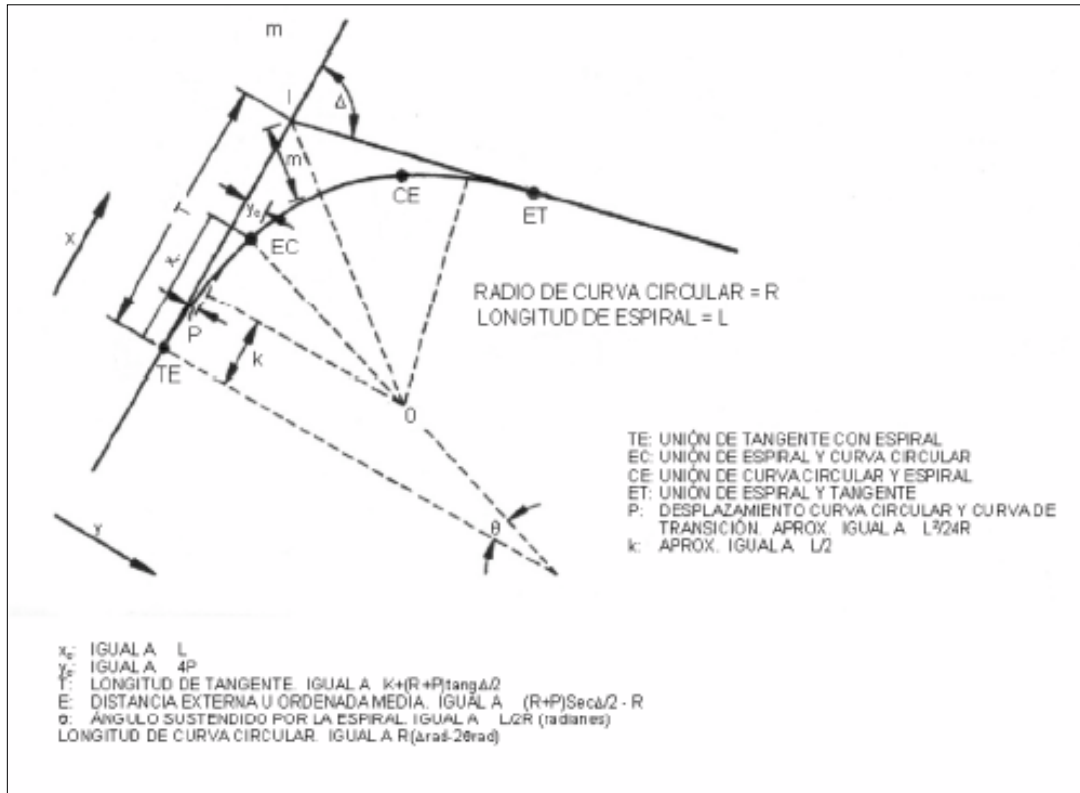 m
I
Δ
m
T
X
CE
ET
y꜀
EC
x꜀
RADIO DE CURVA CIRCULAR = R
LONGITUD DE ESPIRAL = L
P
k
TE
0
TE: UNIÓN DE TANGENTE CON ESPIRAL
EC: UNIÓN DE ESPIRAL Y CURVA CIRCULAR
CE: UNIÓN DE CURVA CIRCULAR Y ESPIRAL
ET: UNIÓN DE ESPIRAL Y TANGENTE
P: DESPLAZAMIENTO CURVA CIRCULAR Y CURVA DE
TRANSICIÓN. APROX. IGUAL A L²/24R
k: APROX. IGUAL A L/2
Y
θ
x꜀: IGUAL A L
y꜀: IGUAL A 4P
T: LONGITUD DE TANGENTE. IGUAL A K+(R+P)tangΔ/2
E: DISTANCIA EXTERNA U ORDENADA MEDIA. IGUAL A (R+P)SecΔ/2 - R
θ: ÁNGULO SUSTENDIDO POR LA ESPIRAL. IGUAL A L/2R (radianes)
LONGITUD DE CURVA CIRCULAR. IGUAL A R(Δrad-2θrad)